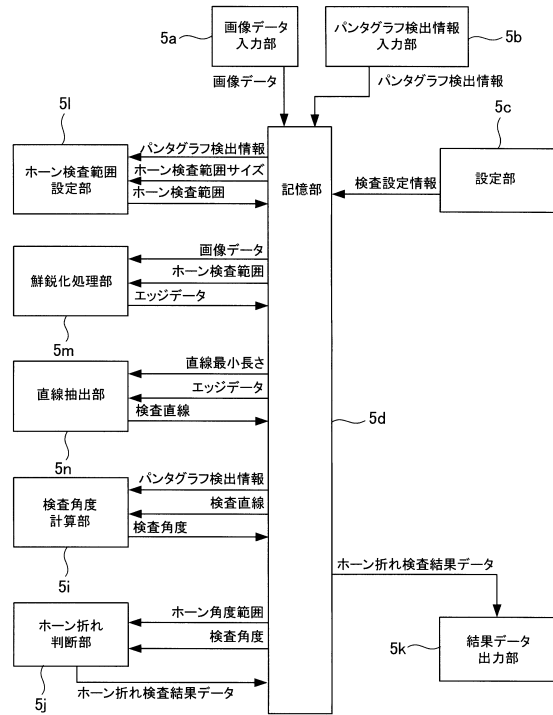 5a
画像データ
入力部
パンタグラフ検出情報
入力部
5b
画像データ
パンタグラフ検出情報
5l
ホーン検査範囲
設定部
パンタグラフ検出情報
ホーン検査範囲サイズ
ホーン検査範囲
記憶部
検査設定情報
5c
設定部
鮮鋭化処理部
5m
画像データ
ホーン検査範囲
エッジデータ
直線抽出部
5n
直線最小長さ
エッジデータ
検査直線
5d
検査角度
計算部
5i
パンタグラフ検出情報
検査直線
検査角度
ホーン折れ検査結果データ
ホーン折れ
判断部
5j
ホーン角度範囲
検査角度
ホーン折れ検査結果データ
5k
結果データ
出力部